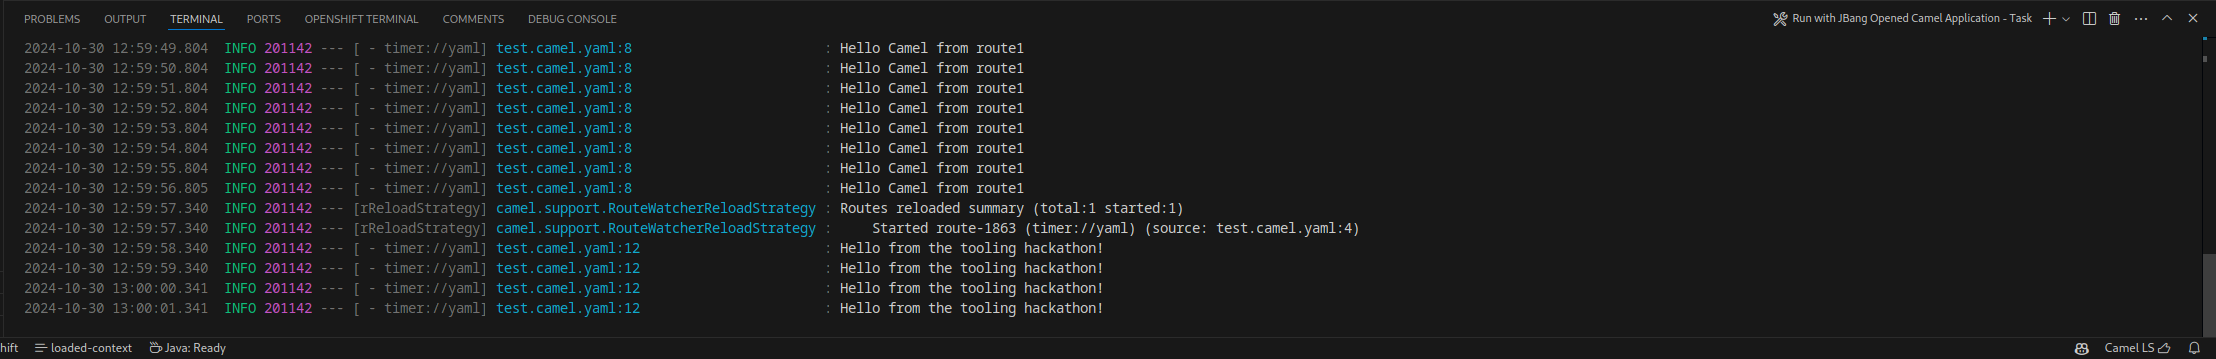 PROBLEMS OUTPUT TERMINAL PORTS OPENSHIFT TERMINAL COMMENTS DEBUG CONSOLE Run with JBang Opened Camel Application - Task
2024-10-30 12:59:49.804 INFO 201142 --- [ - timer://yaml] test.camel.yaml:8 : Hello Camel from route1
2024-10-30 12:59:50.804 INFO 201142 --- [ - timer://yaml] test.camel.yaml:8 : Hello Camel from route1
2024-10-30 12:59:51.804 INFO 201142 --- [ - timer://yaml] test.camel.yaml:8 : Hello Camel from route1
2024-10-30 12:59:52.804 INFO 201142 --- [ - timer://yaml] test.camel.yaml:8 : Hello Camel from route1
2024-10-30 12:59:53.804 INFO 201142 --- [ - timer://yaml] test.camel.yaml:8 : Hello Camel from route1
2024-10-30 12:59:54.804 INFO 201142 --- [ - timer://yaml] test.camel.yaml:8 : Hello Camel from route1
2024-10-30 12:59:55.804 INFO 201142 --- [ - timer://yaml] test.camel.yaml:8 : Hello Camel from route1
2024-10-30 12:59:56.805 INFO 201142 --- [ - timer://yaml] test.camel.yaml:8 : Hello Camel from route1
2024-10-30 12:59:57.340 INFO 201142 --- [rReloadStrategy] camel.support.RouteWatcherReloadStrategy : Routes reloaded summary (total:1 started:1)
2024-10-30 12:59:57.340 INFO 201142 --- [rReloadStrategy] camel.support.RouteWatcherReloadStrategy : Started route-1863 (timer://yaml) (source: test.camel.yaml:4)
2024-10-30 12:59:58.340 INFO 201142 --- [ - timer://yaml] test.camel.yaml:12 : Hello from the tooling hackathon!
2024-10-30 12:59:59.340 INFO 201142 --- [ - timer://yaml] test.camel.yaml:12 : Hello from the tooling hackathon!
2024-10-30 13:00:00.341 INFO 201142 --- [ - timer://yaml] test.camel.yaml:12 : Hello from the tooling hackathon!
2024-10-30 13:00:01.341 INFO 201142 --- [ - timer://yaml] test.camel.yaml:12 : Hello from the tooling hackathon!
hift loaded-context Java: Ready Camel LS